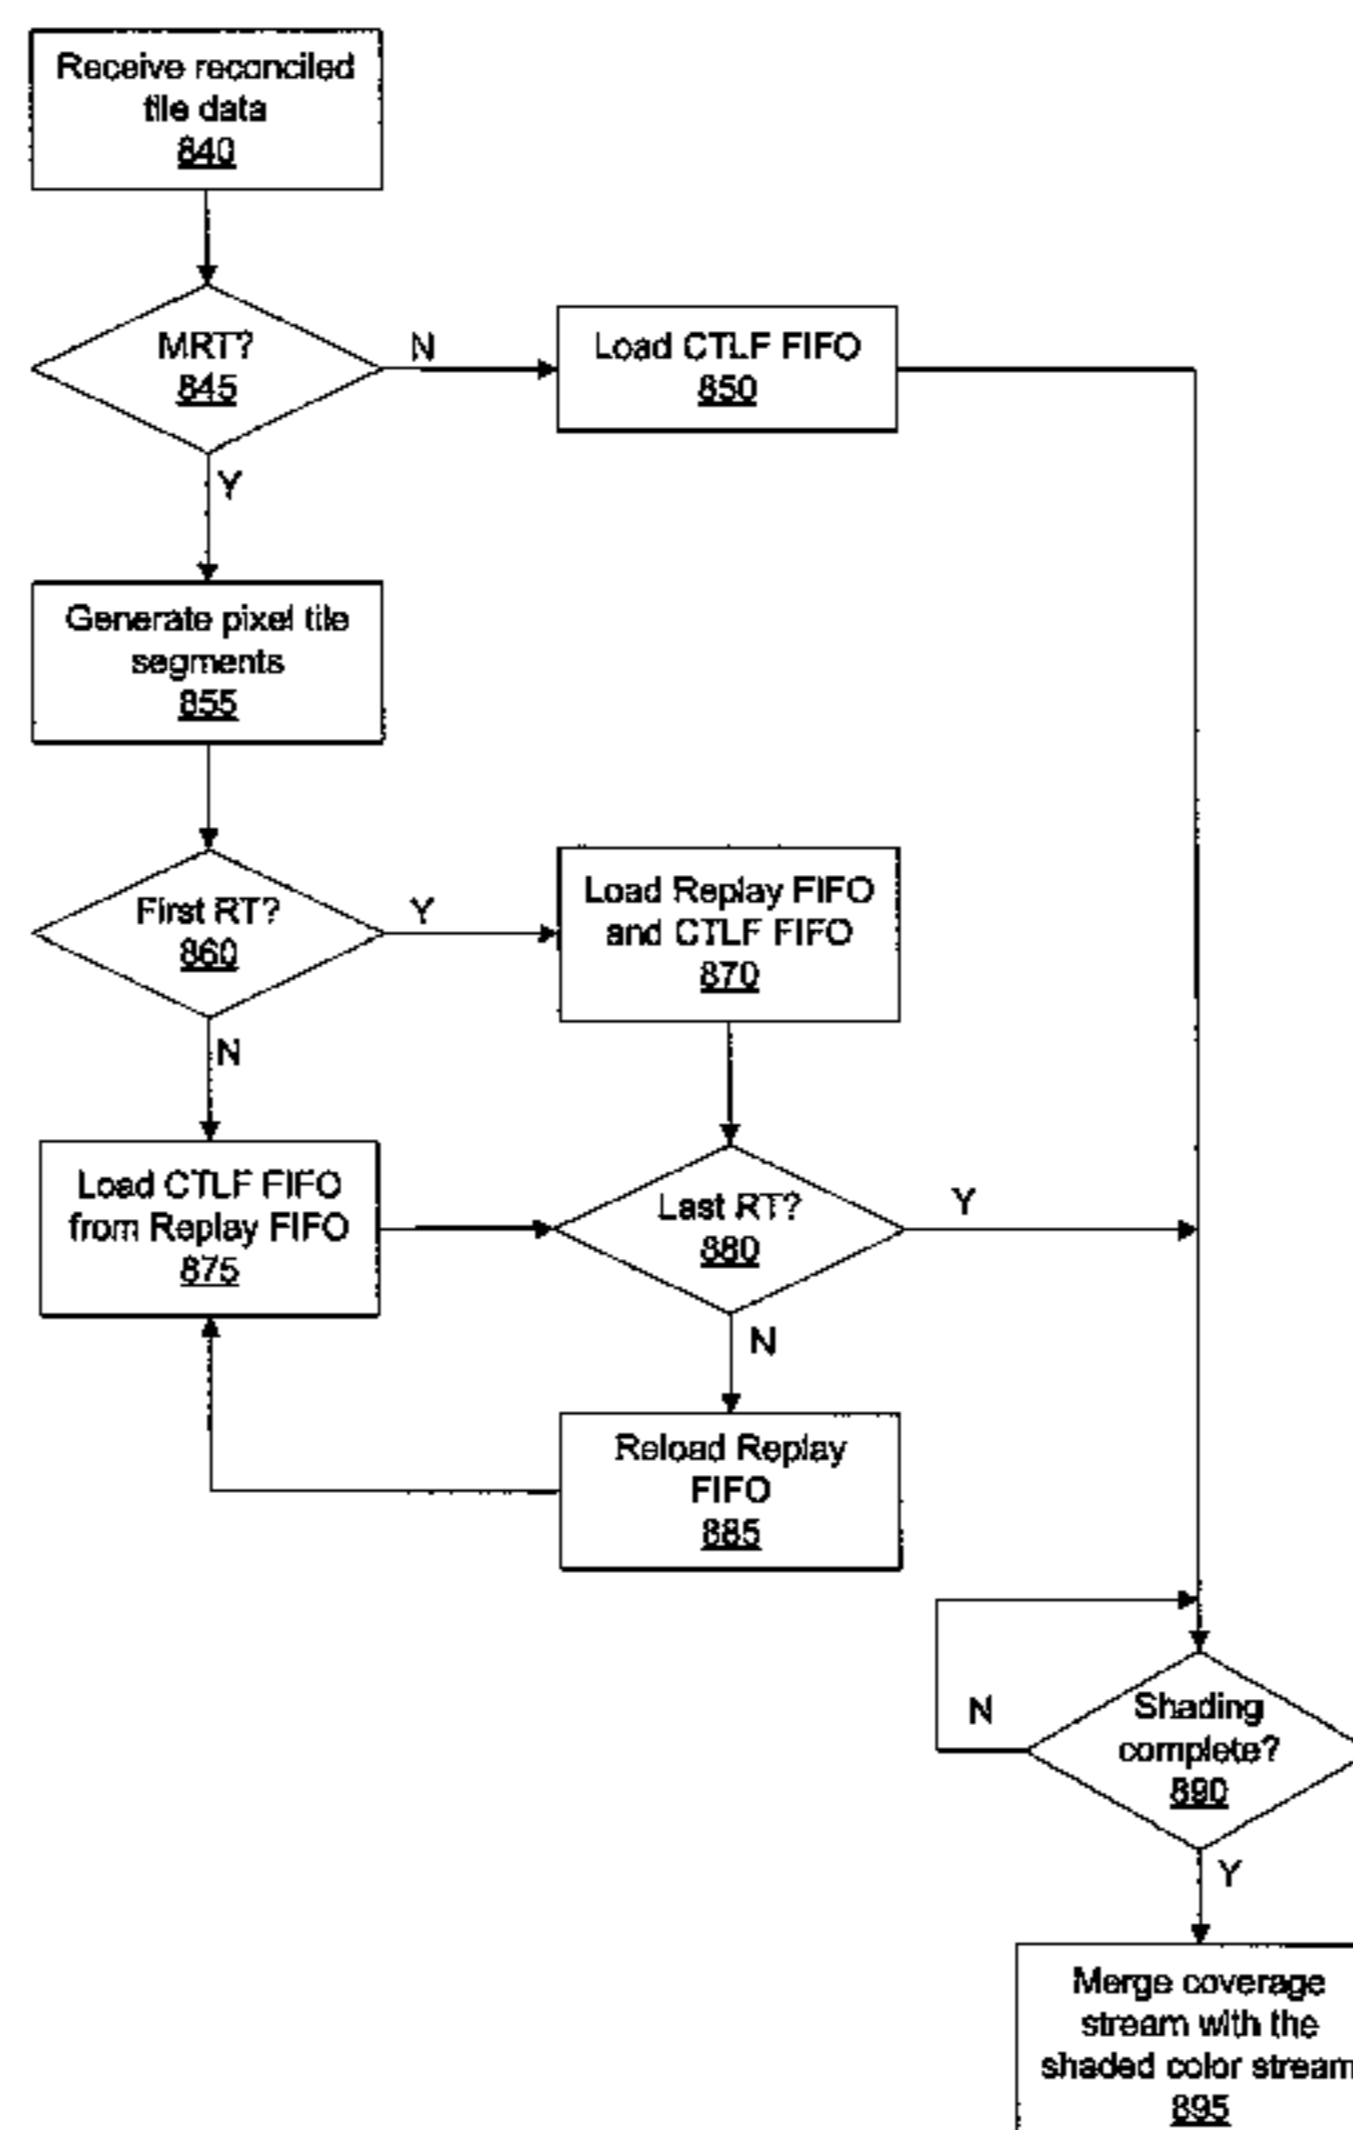 Receive reconciled
tile data
840
MRT?
845
N
Load CTLF FIFO
850
Y
Generate pixel tile
segments
855
First RT?
860
Y
Load Replay FIFO
and CTLF FIFO
870
N
Load CTLF FIFO
from Replay FIFO
875
Last RT?
880
Y
N
Reload Replay
FIFO
885
N
Shading
complete?
890
Y
Merge coverage
stream with the
shaded color stream
895